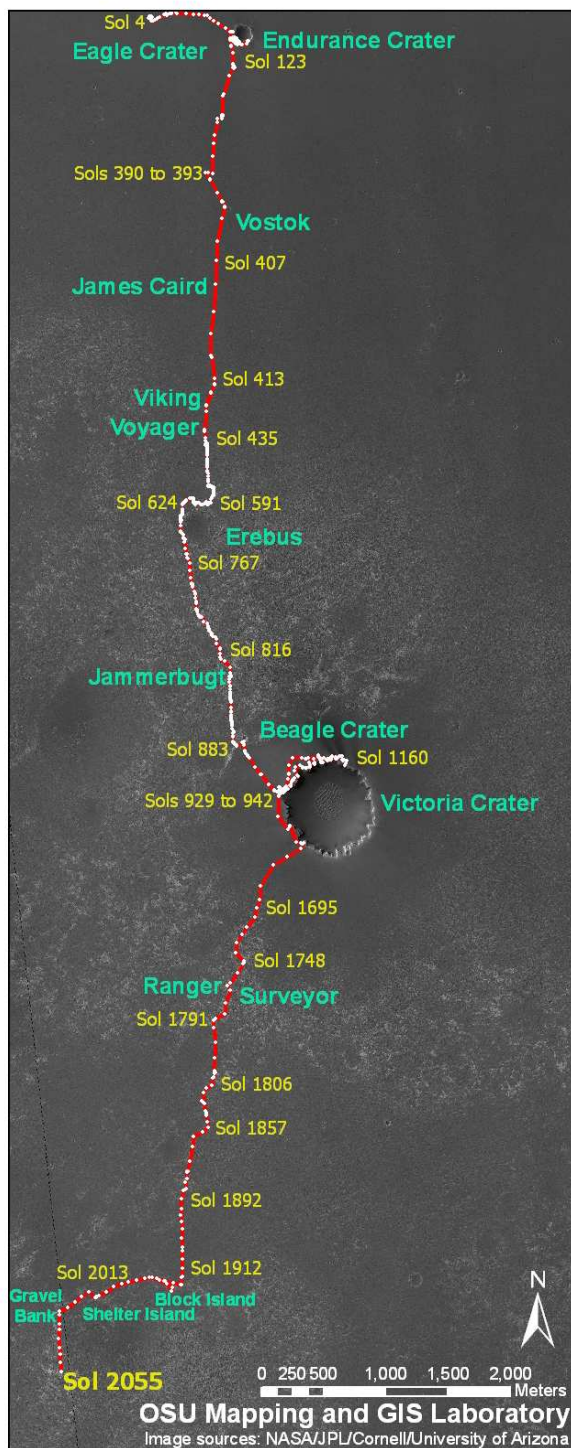 Sol 4
Eagle Crater
Endurance Crater
Sol 123
Sols 390 to 393
Vostok
Sol 407
James Caird
Sol 413
Viking
Voyager
Sol 435
Sol 624
Sol 591
Erebus
Sol 767
Sol 816
Jammerbugt
Beagle Crater
Sol 883
Sol 1160
Sols 929 to 942
Victoria Crater
Sol 1695
Sol 1748
Ranger
Surveyor
Sol 1791
Sol 1806
Sol 1857
Sol 1892
Sol 1912
Sol 2013
Block Island
Gravel
Bank
Shelter Island
Sol 2055
N
0 250 500 1,000 1,500 2,000
Meters
OSU Mapping and GIS Laboratory
Image sources: NASA/JPL/Cornell/University of Arizona